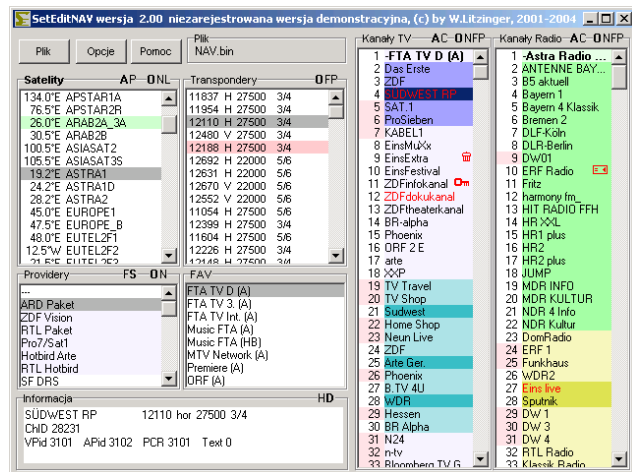 SetEditNAV wersja 2.00 niezarejestrowana wersja demonstracyjna, (c) by W.Litzinger, 2001-2004
Plik
Opcje
Pomoc
Plik
NAV.bin
Satelity AP ONL
134.0°E APSTAR1A
76.5°E APSTAR2R
26.0°E ARAB2A_3A
30.5°E ARAB2B
100.5°E ASIASAT2
105.5°E ASIASAT3S
19.2°E ASTRA1
24.2°E ASTRA1D
28.2°E ASTRA2
45.0°E EUROPE1
47.5°E EUROPE_B
48.0°E EUTEL2F1
12.5°W EUTEL2F2
21.5°E EUTEL2F3
Transpondery OFP
11837 H 27500 3/4
11954 H 27500 3/4
12110 H 27500 3/4
12480 V 27500 3/4
12188 H 27500 3/4
12692 H 22000 5/6
12631 H 22000 5/6
12670 V 22000 5/6
12552 V 22000 5/6
11054 H 27500 5/6
12399 H 27500 3/4
11604 H 27500 5/6
12226 H 27500 3/4
12148 H 27500 3/4
Providery FS ON
---
ARD Paket
ZDF Vision
RTL Paket
Pro7/Sat1
Hotbird Arte
RTL Hotbird
SF DRS
FAV
FTA TV D (A)
FTA TV 3. (A)
FTA TV Int. (A)
Music FTA (A)
Music FTA (HB)
MTV Network (A)
Premiere (A)
ORF (A)
Informacja HD
SÜDWEST RP 12110 hor 27500 3/4
ChID 28231
VPid 3101 APid 3102 PCR 3101 Text 0
Kanały TV AC ONFP
1 -FTA TV D (A)
2 Das Erste
3 ZDF
4 SÜDWEST RP
5 SAT.1
6 ProSieben
7 KABEL1
8 EinsMuXx
9 EinsExtra
10 EinsFestival
11 ZDFinfokanal
12 ZDFdokukanal
13 ZDFtheaterkanal
14 BR-alpha
15 Phoenix
16 ORF 2 E
17 arte
18 XXP
19 TV Travel
20 TV Shop
21 Sudwest
22 Home Shop
23 Neun Live
24 ZDF
25 Arte Ger.
26 Phoenix
27 B.TV 4U
28 WDR
29 Hessen
30 BR Alpha
31 N24
32 n-tv
33 Bloomberg TV G
Kanały Radio AC ONFP
1 -Astra Radio ...
2 ANTENNE BAY...
3 B5 aktuell
4 Bayern 1
5 Bayern 4 Klassik
6 Bremen 2
7 DLF-Köln
8 DLR-Berlin
9 DW01
10 ERF Radio
11 Fritz
12 harmony fm_
13 HIT RADIO FFH
14 HR XXL
15 HR1 plus
16 HR2
17 HR2 plus
18 JUMP
19 MDR INFO
20 MDR KULTUR
21 NDR 4 Info
22 NDR Kultur
23 DomRadio
24 ERF 1
25 Funkhaus
26 WDR2
27 Eins live
28 Sputnik
29 DW 1
30 DW 3
31 DW 4
32 RTL Radio
33 Klassik Radio